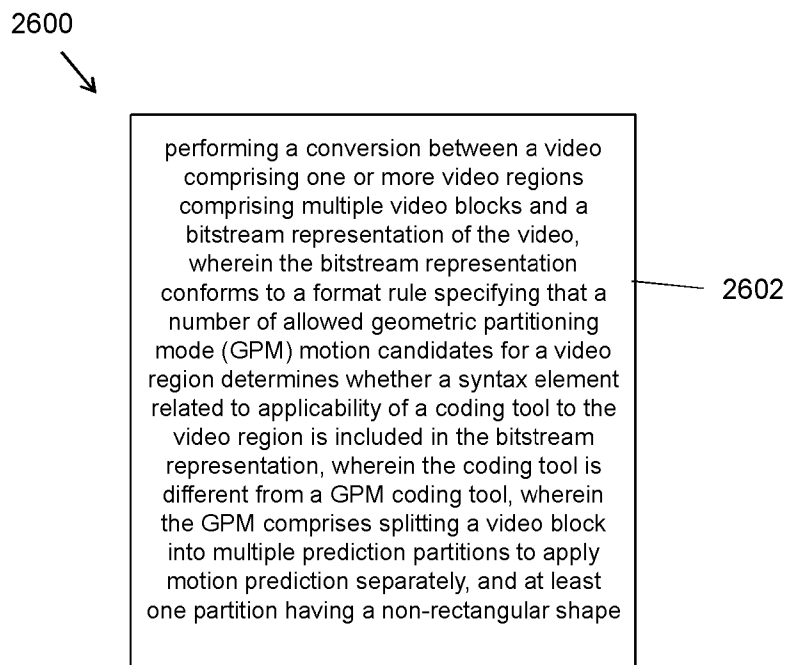 2600
performing a conversion between a video
comprising one or more video regions
comprising multiple video blocks and a
bitstream representation of the video,
wherein the bitstream representation
conforms to a format rule specifying that a
number of allowed geometric partitioning
mode (GPM) motion candidates for a video
region determines whether a syntax element
related to applicability of a coding tool to the
video region is included in the bitstream
representation, wherein the coding tool is
different from a GPM coding tool, wherein
the GPM comprises splitting a video block
into multiple prediction partitions to apply
motion prediction separately, and at least
one partition having a non-rectangular shape
2602